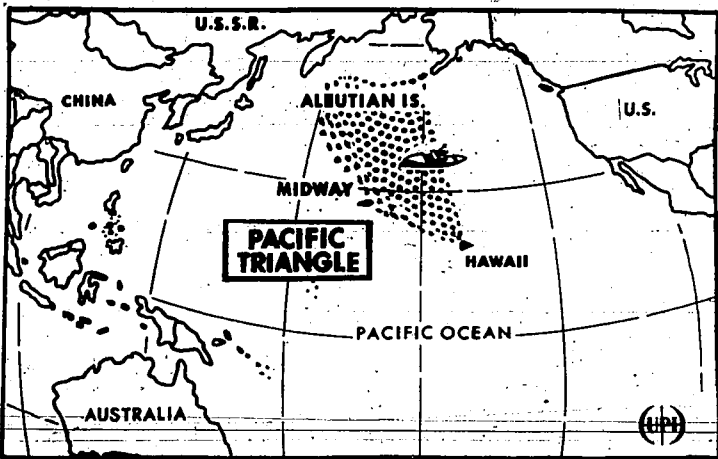 U.S.S.R.
CHINA
ALEUTIAN IS.
U.S.
MIDWAY
PACIFIC
TRIANGLE
HAWAII
PACIFIC OCEAN
AUSTRALIA
UPI